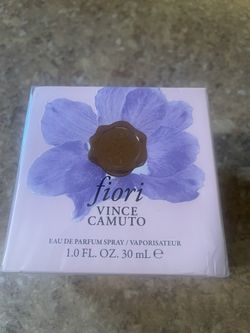 fiori
VINCE
CAMUTO
EAU DE PARFUM SPRAY / VAPORISATEUR
1.0 FL. OZ. 30 mL ℮